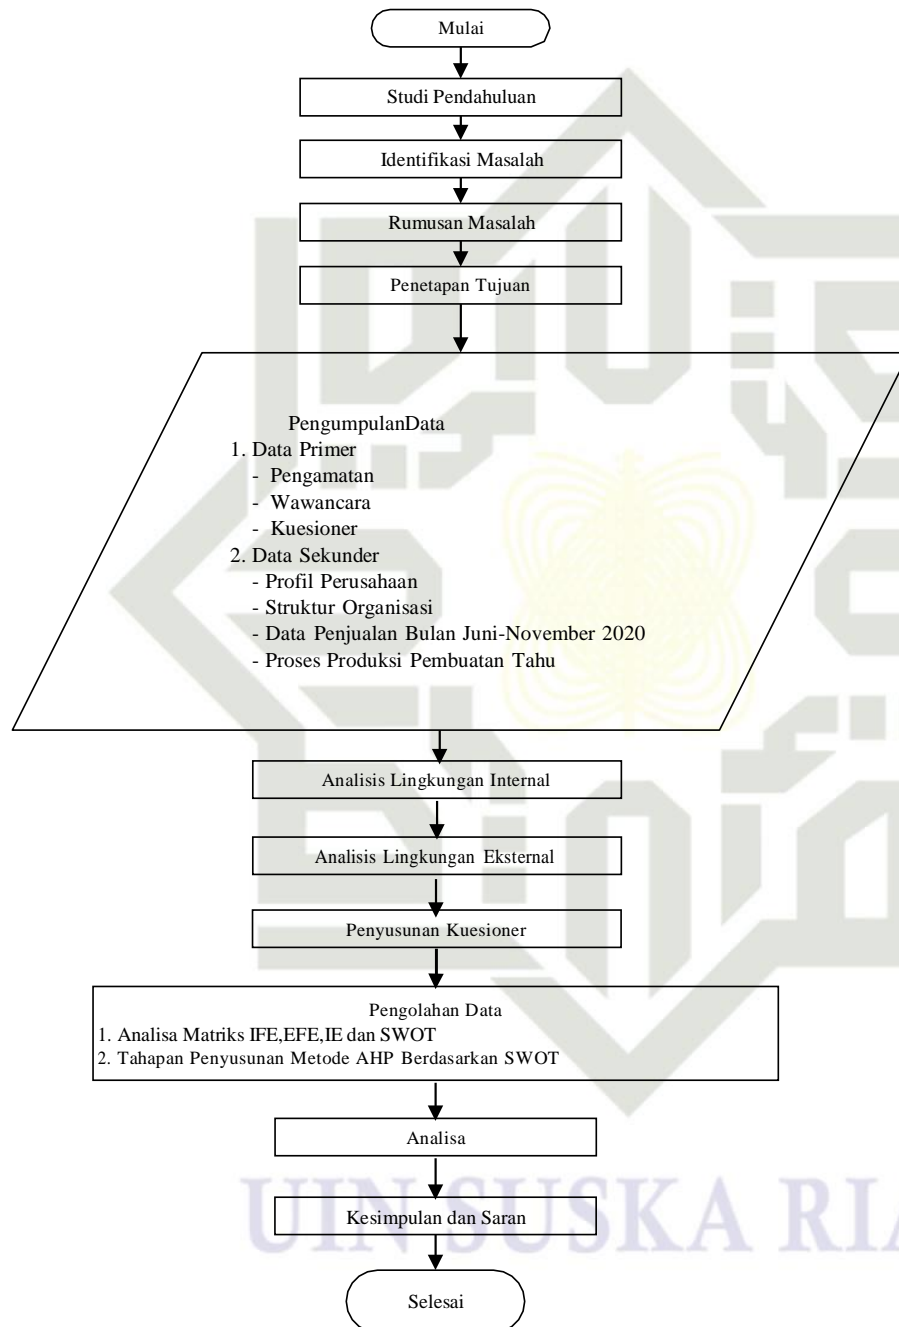 Mulai
Studi Pendahuluan
Identifikasi Masalah
Rumusan Masalah
Penetapan Tujuan
PengumpulanData
1. Data Primer
- Pengamatan
- Wawancara
- Kuesioner
2. Data Sekunder
- Profil Perusahaan
- Struktur Organisasi
- Data Penjualan Bulan Juni-November 2020
- Proses Produksi Pembuatan Tahu
Analisis Lingkungan Internal
Analisis Lingkungan Eksternal
Penyusunan Kuesioner
Pengolahan Data
1. Analisa Matriks IFE,EFE,IE dan SWOT
2. Tahapan Penyusunan Metode AHP Berdasarkan SWOT
Analisa
Kesimpulan dan Saran
UIN SUSKA RIA
Selesai